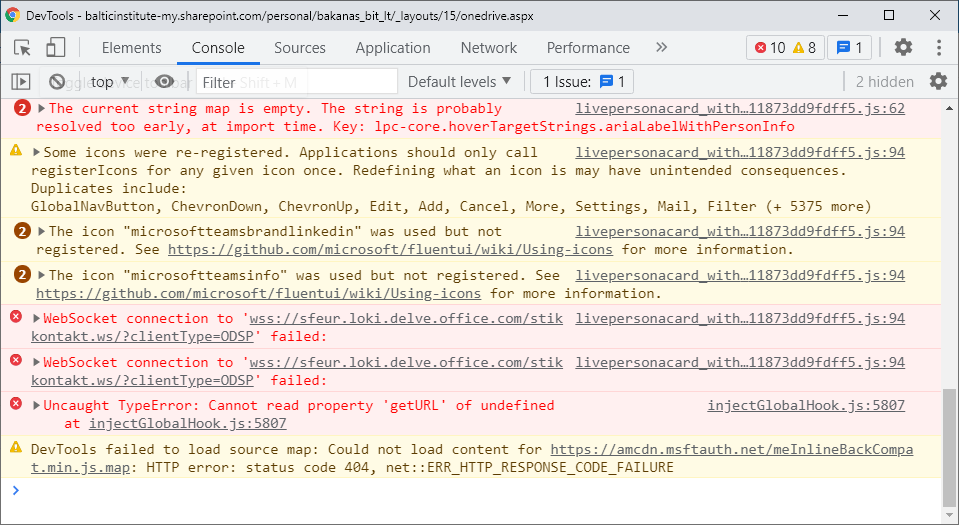 DevTools - balticinstitute-my.sharepoint.com/personal/bakanas_bit_lt/_layouts/15/onedrive.aspx
Elements Console Sources Application Network Performance » 10 8 1
top ▼ Filter Default levels ▼ 1 Issue: 1 2 hidden
2 ▶The current string map is empty. The string is probably livepersonacard_with…11873dd9fdff5.js:62
resolved too early, at import time. Key: lpc-core.hoverTargetStrings.ariaLabelWithPersonInfo
▶Some icons were re-registered. Applications should only call livepersonacard_with…11873dd9fdff5.js:94
registerIcons for any given icon once. Redefining what an icon is may have unintended consequences.
Duplicates include:
GlobalNavButton, ChevronDown, ChevronUp, Edit, Add, Cancel, More, Settings, Mail, Filter (+ 5375 more)
2 ▶The icon "microsoftteamsbrandlinkedin" was used but not livepersonacard_with…11873dd9fdff5.js:94
registered. See https://github.com/microsoft/fluentui/wiki/Using-icons for more information.
2 ▶The icon "microsoftteamsinfo" was used but not registered. See livepersonacard_with…11873dd9fdff5.js:94
https://github.com/microsoft/fluentui/wiki/Using-icons for more information.
▶WebSocket connection to 'wss://sfeur.loki.delve.office.com/stik livepersonacard_with…11873dd9fdff5.js:94
kontakt.ws/?clientType=ODSP' failed:
▶WebSocket connection to 'wss://sfeur.loki.delve.office.com/stik livepersonacard_with…11873dd9fdff5.js:94
kontakt.ws/?clientType=ODSP' failed:
▶Uncaught TypeError: Cannot read property 'getURL' of undefined injectGlobalHook.js:5807
at injectGlobalHook.js:5807
DevTools failed to load source map: Could not load content for https://amcdn.msftauth.net/meInlineBackCompa
t.min.js.map: HTTP error: status code 404, net::ERR_HTTP_RESPONSE_CODE_FAILURE